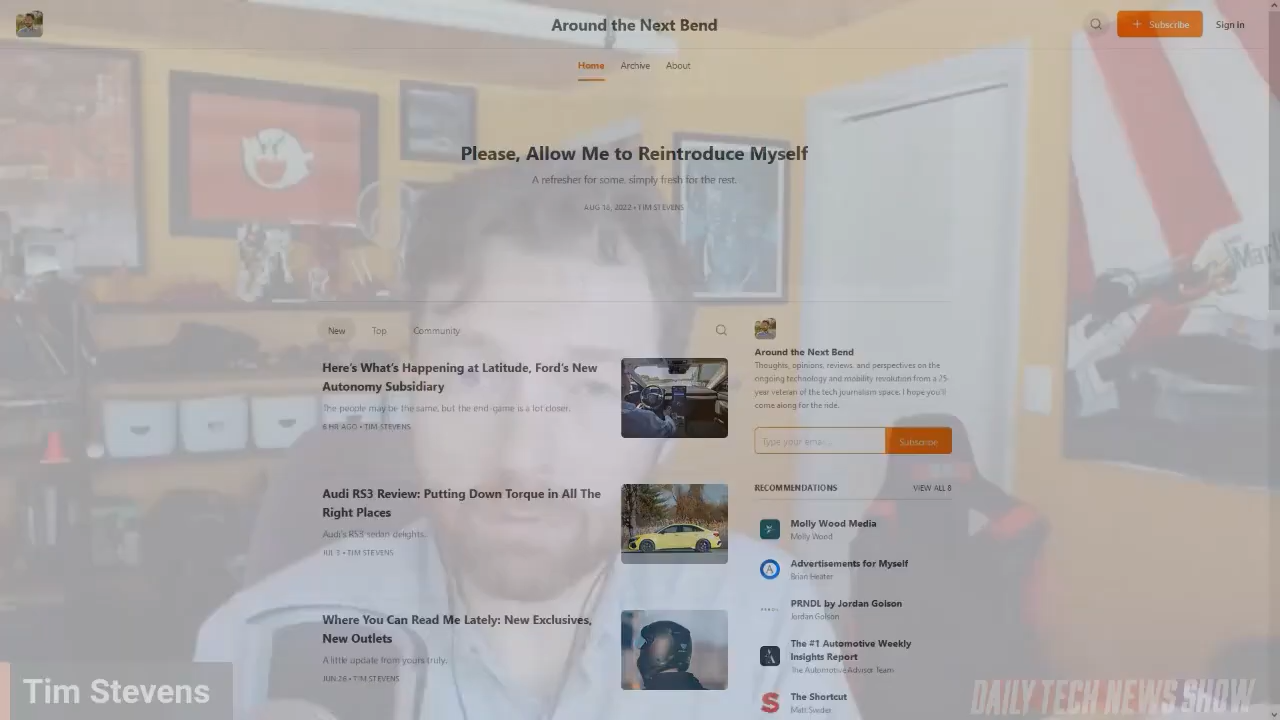 Around the Next Bend
Subscribe
Sign in
Home
Archive
About
Please, Allow Me to Reintroduce Myself
A refresher for some, simply fresh for the rest.
AUG 16, 2022 • TIM STEVENS
New
Top
Community
Here's What's Happening at Latitude, Ford's New
Autonomy Subsidiary
The people may be the same, but the end-game is a lot closer.
6 HR AGO • TIM STEVENS
Audi RS3 Review: Putting Down Torque in All The
Right Places
Audi's RS3 sedan delights.
JUL 3 • TIM STEVENS
Where You Can Read Me Lately: New Exclusives,
New Outlets
A little update from yours truly.
JUN 26 • TIM STEVENS
Around the Next Bend
Thoughts, opinions, reviews, and perspectives on the
ongoing technology and mobility revolution from a 25-
year veteran of the tech journalism space. I hope you'll
come along for the ride.
Type your email...
Subscribe
RECOMMENDATIONS
VIEW ALL 8
Molly Wood Media
Molly Wood
Advertisements for Myself
Brian Heater
PRNDL by Jordan Golson
Jordan Golson
The #1 Automotive Weekly
Insights Report
The Automotive Advisor Team
The Shortcut
Matt Swider
Marl
Tim Stevens
DAILY TECH NEWS SHOW